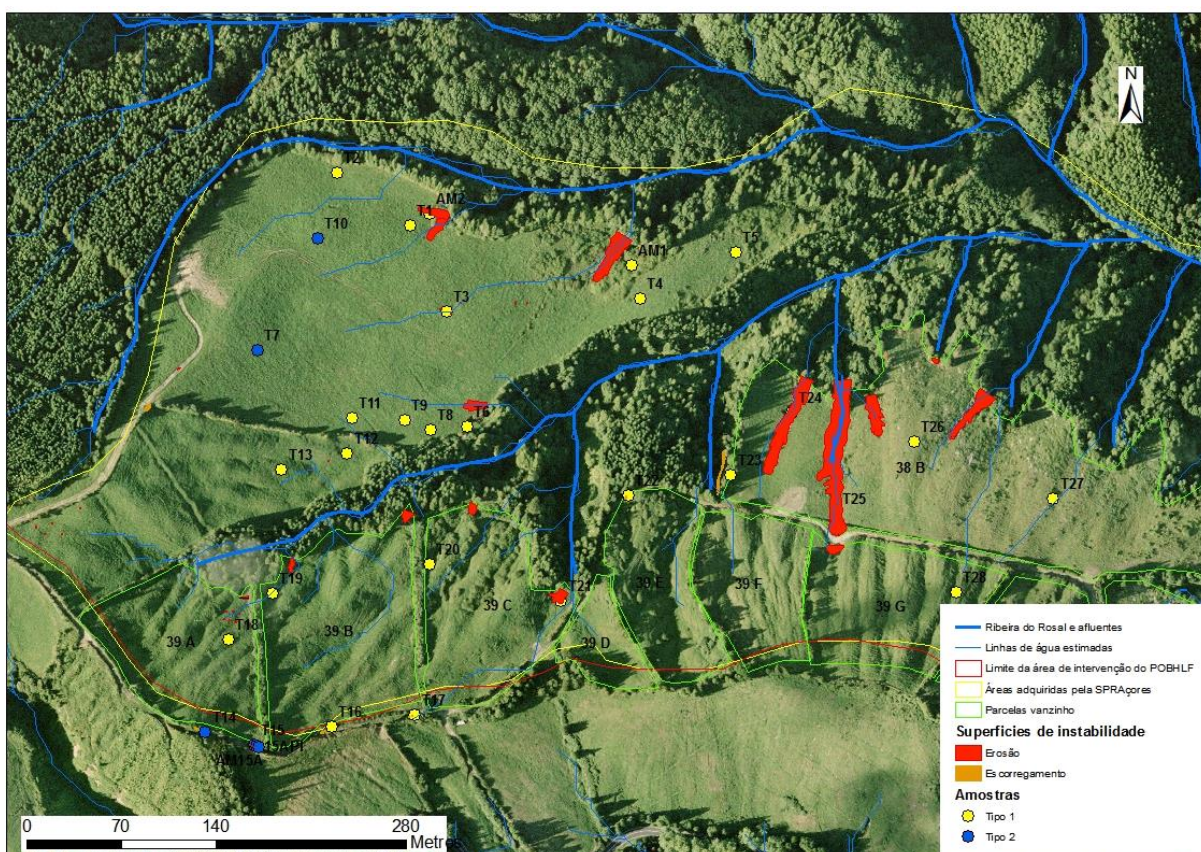 N
T2
AM2
T1
T10
T5
AM1
T4
T3
T7
T24
T11
T9
T8
T6
T12
T26
38 B
T13
T23
T22
T27
T25
T20
T19
39 E
39 F
T28
T21
39 C
39 G
39 B
T18
39 A
39 D
T17
T16
T14
T15
AM15A
Ribeira do Rosal e afluentes
Linhas de água estimadas
Limite da área de intervenção do POBHLF
Áreas adquiridas pela SPRAçores
Parcelas vanzinho
Superfícies de instabilidade
Erosão
Escorregamento
Amostras
Tipo 1
Tipo 2
0 70 140 280
Metres